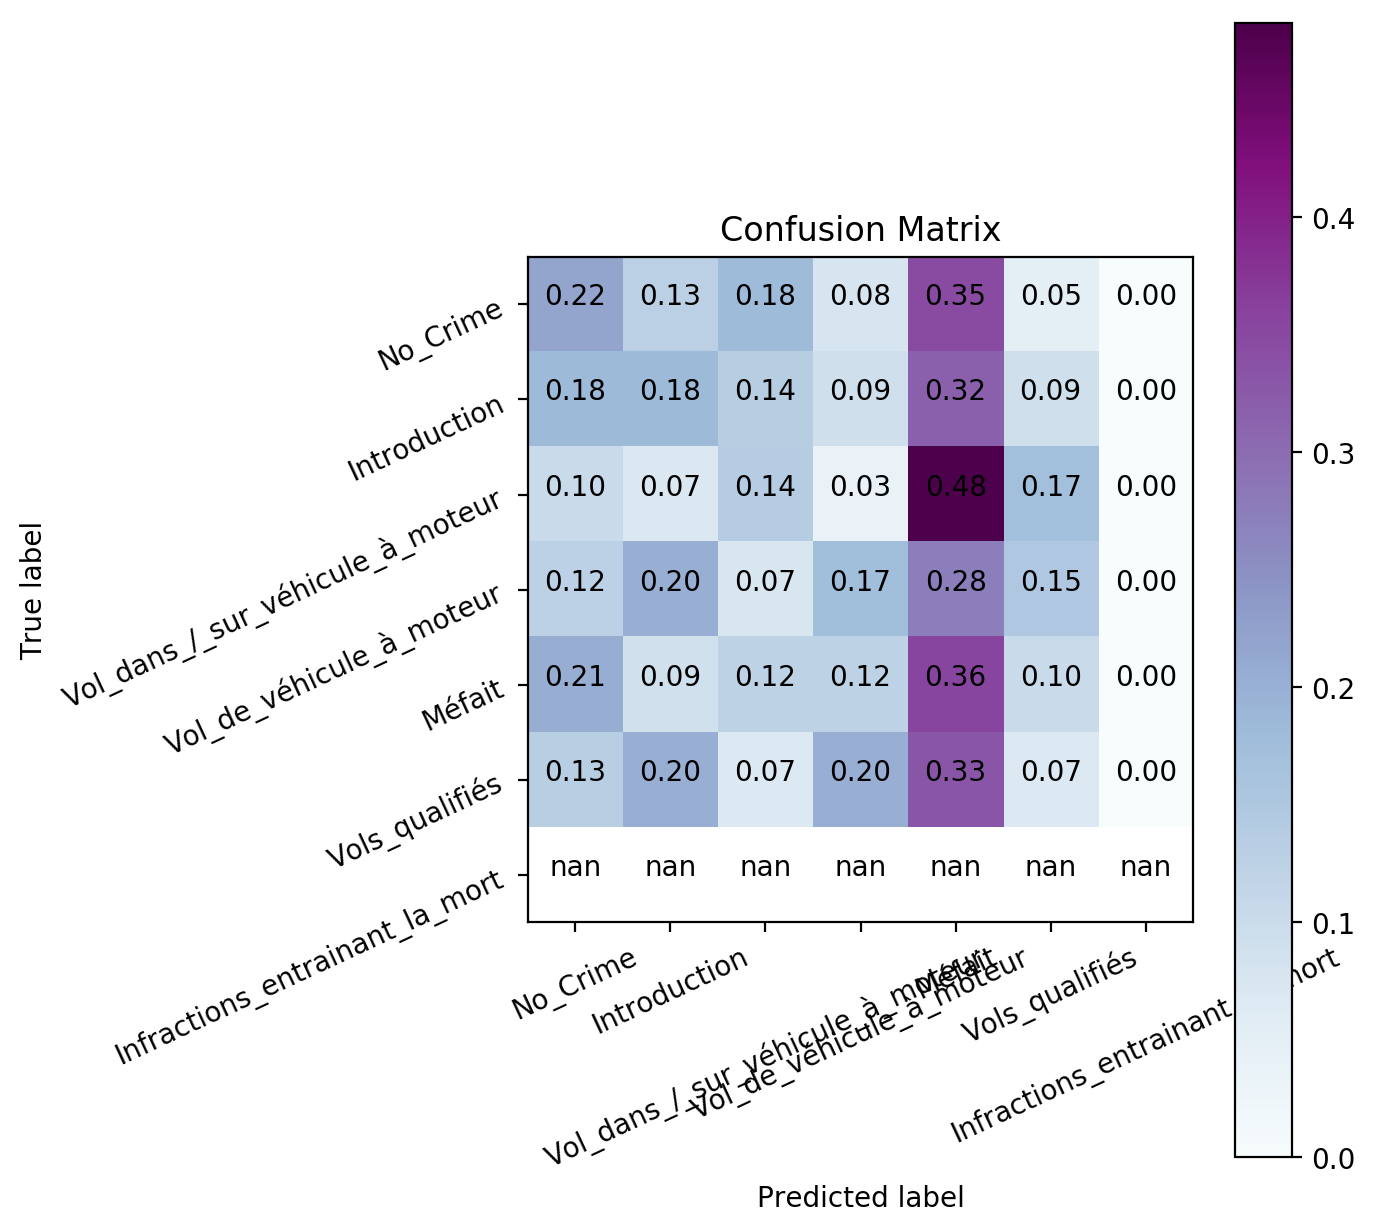 Confusion Matrix
True label
No_Crime
0.22 0.13 0.18 0.08 0.35 0.05 0.00
Introduction
0.18 0.18 0.14 0.09 0.32 0.09 0.00
Vol_dans_/_sur_véhicule_à_moteur
0.10 0.07 0.14 0.03 0.48 0.17 0.00
Vol_de_véhicule_à_moteur
0.12 0.20 0.07 0.17 0.28 0.15 0.00
Méfait
0.21 0.09 0.12 0.12 0.36 0.10 0.00
Vols_qualifiés
0.13 0.20 0.07 0.20 0.33 0.07 0.00
Infractions_entrainant_la_mort
nan nan nan nan nan nan nan
No_Crime
Introduction
Vol_dans_/_sur_véhicule_à_moteur
Vol_de_véhicule_à_moteur
Méfait
Vols_qualifiés
Infractions_entrainant
Predicted label
0.4
0.3
0.2
0.1
0.0